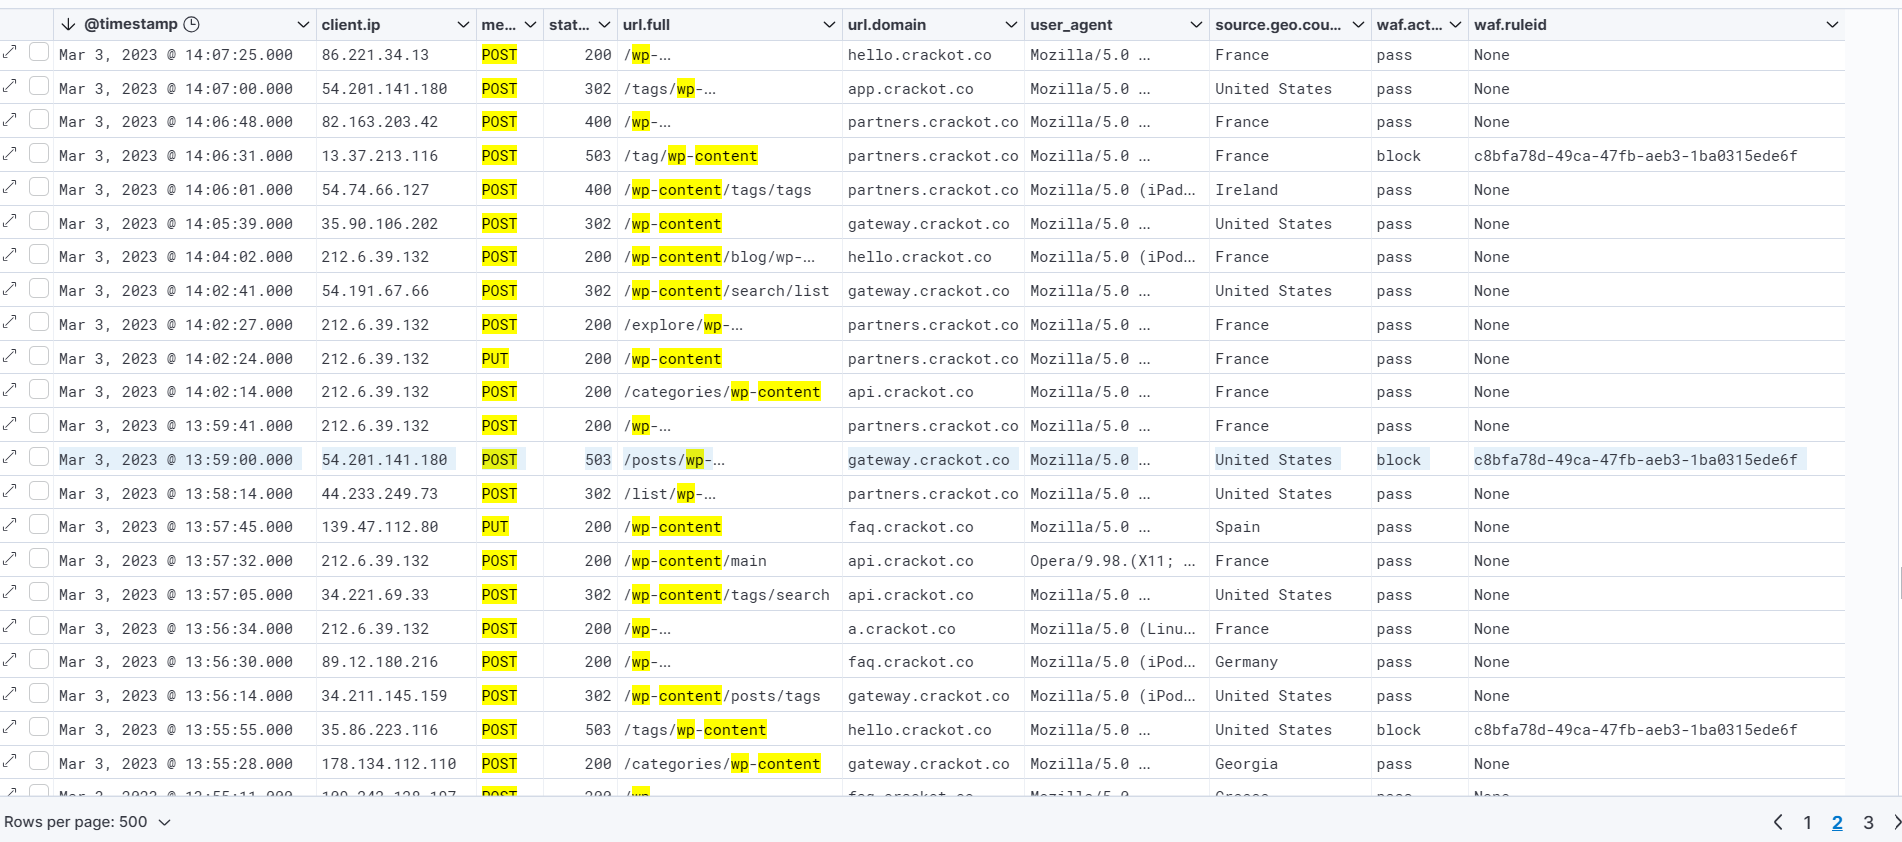 @timestamp client.ip me... stat... url.full url.domain user_agent source.geo.cou... waf.act... waf.ruleid
Mar 3, 2023 @ 14:07:25.000 86.221.34.13 POST 200 /wp-... hello.crackot.co Mozilla/5.0 ... France pass None
Mar 3, 2023 @ 14:07:00.000 54.201.141.180 POST 302 /tags/wp-... app.crackot.co Mozilla/5.0 ... United States pass None
Mar 3, 2023 @ 14:06:48.000 82.163.203.42 POST 400 /wp-... partners.crackot.co Mozilla/5.0 ... France pass None
Mar 3, 2023 @ 14:06:31.000 13.37.213.116 POST 503 /tag/wp-content partners.crackot.co Mozilla/5.0 ... France block c8bfa78d-49ca-47fb-aeb3-1ba0315ede6f
Mar 3, 2023 @ 14:06:01.000 54.74.66.127 POST 400 /wp-content/tags/tags partners.crackot.co Mozilla/5.0 (iPad... Ireland pass None
Mar 3, 2023 @ 14:05:39.000 35.90.106.202 POST 302 /wp-content gateway.crackot.co Mozilla/5.0 ... United States pass None
Mar 3, 2023 @ 14:04:02.000 212.6.39.132 POST 200 /wp-content/blog/wp-... hello.crackot.co Mozilla/5.0 (iPod... France pass None
Mar 3, 2023 @ 14:02:41.000 54.191.67.66 POST 302 /wp-content/search/list gateway.crackot.co Mozilla/5.0 ... United States pass None
Mar 3, 2023 @ 14:02:27.000 212.6.39.132 POST 200 /explore/wp-... partners.crackot.co Mozilla/5.0 ... France pass None
Mar 3, 2023 @ 14:02:24.000 212.6.39.132 PUT 200 /wp-content partners.crackot.co Mozilla/5.0 ... France pass None
Mar 3, 2023 @ 14:02:14.000 212.6.39.132 POST 200 /categories/wp-content api.crackot.co Mozilla/5.0 ... France pass None
Mar 3, 2023 @ 13:59:41.000 212.6.39.132 POST 200 /wp-... partners.crackot.co Mozilla/5.0 ... France pass None
Mar 3, 2023 @ 13:59:00.000 54.201.141.180 POST 503 /posts/wp-... gateway.crackot.co Mozilla/5.0 ... United States block c8bfa78d-49ca-47fb-aeb3-1ba0315ede6f
Mar 3, 2023 @ 13:58:14.000 44.233.249.73 POST 302 /list/wp-... partners.crackot.co Mozilla/5.0 ... United States pass None
Mar 3, 2023 @ 13:57:45.000 139.47.112.80 PUT 200 /wp-content faq.crackot.co Mozilla/5.0 ... Spain pass None
Mar 3, 2023 @ 13:57:32.000 212.6.39.132 POST 200 /wp-content/main api.crackot.co Opera/9.98.(X11; ... France pass None
Mar 3, 2023 @ 13:57:05.000 34.221.69.33 POST 302 /wp-content/tags/search api.crackot.co Mozilla/5.0 ... United States pass None
Mar 3, 2023 @ 13:56:34.000 212.6.39.132 POST 200 /wp-... a.crackot.co Mozilla/5.0 (Linu... France pass None
Mar 3, 2023 @ 13:56:30.000 89.12.180.216 POST 200 /wp-... faq.crackot.co Mozilla/5.0 (iPod... Germany pass None
Mar 3, 2023 @ 13:56:14.000 34.211.145.159 POST 302 /wp-content/posts/tags gateway.crackot.co Mozilla/5.0 (iPod... United States pass None
Mar 3, 2023 @ 13:55:55.000 35.86.223.116 POST 503 /tags/wp-content hello.crackot.co Mozilla/5.0 ... United States block c8bfa78d-49ca-47fb-aeb3-1ba0315ede6f
Mar 3, 2023 @ 13:55:28.000 178.134.112.110 POST 200 /categories/wp-content gateway.crackot.co Mozilla/5.0 ... Georgia pass None
Rows per page: 500 1 2 3